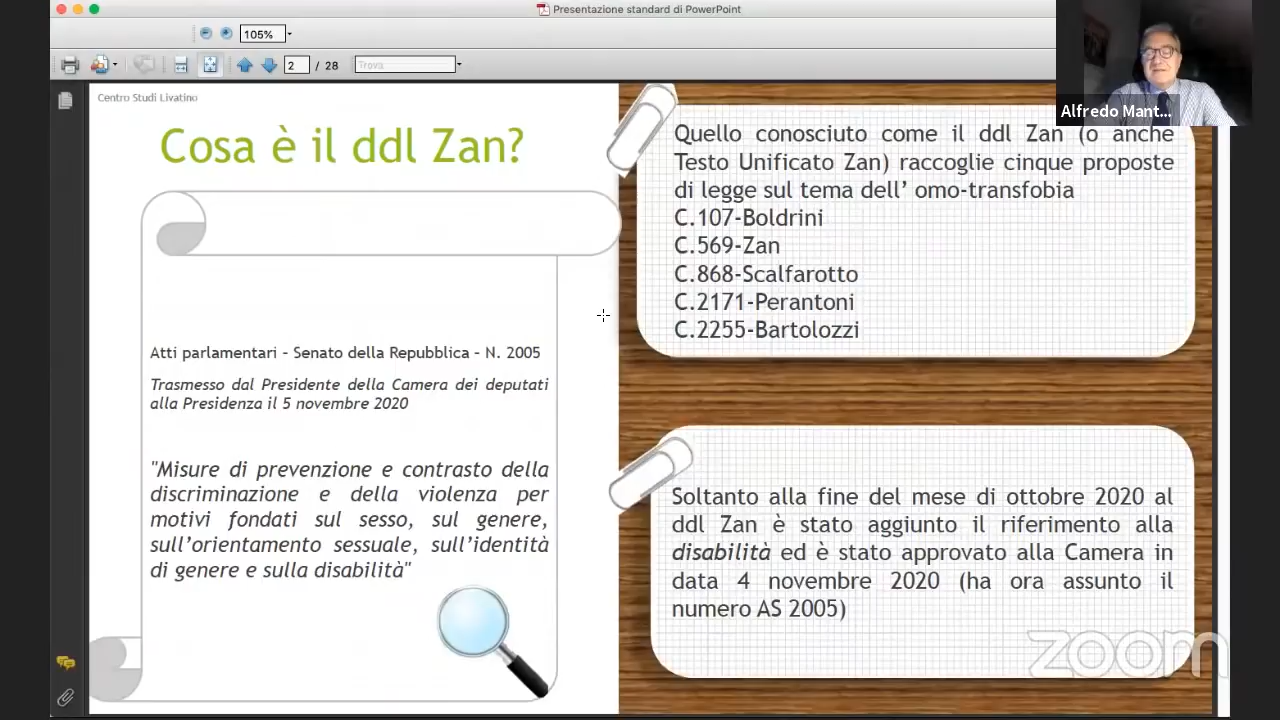 Presentazione standard di PowerPoint
105%
2 / 28
Trova
Alfredo Mant...
Centro Studi Livatino
Cosa è il ddl Zan?
Atti parlamentari – Senato della Repubblica – N. 2005
Trasmesso dal Presidente della Camera dei deputati
alla Presidenza il 5 novembre 2020
"Misure di prevenzione e contrasto della
discriminazione e della violenza per
motivi fondati sul sesso, sul genere,
sull’orientamento sessuale, sull’identità
di genere e sulla disabilità"
Quello conosciuto come il ddl Zan (o anche
Testo Unificato Zan) raccoglie cinque proposte
di legge sul tema dell’ omo-transfobia
C.107-Boldrini
C.569-Zan
C.868-Scalfarotto
C.2171-Perantoni
C.2255-Bartolozzi
Soltanto alla fine del mese di ottobre 2020 al
ddl Zan è stato aggiunto il riferimento alla
disabilità ed è stato approvato alla Camera in
data 4 novembre 2020 (ha ora assunto il
numero AS 2005)
zoom